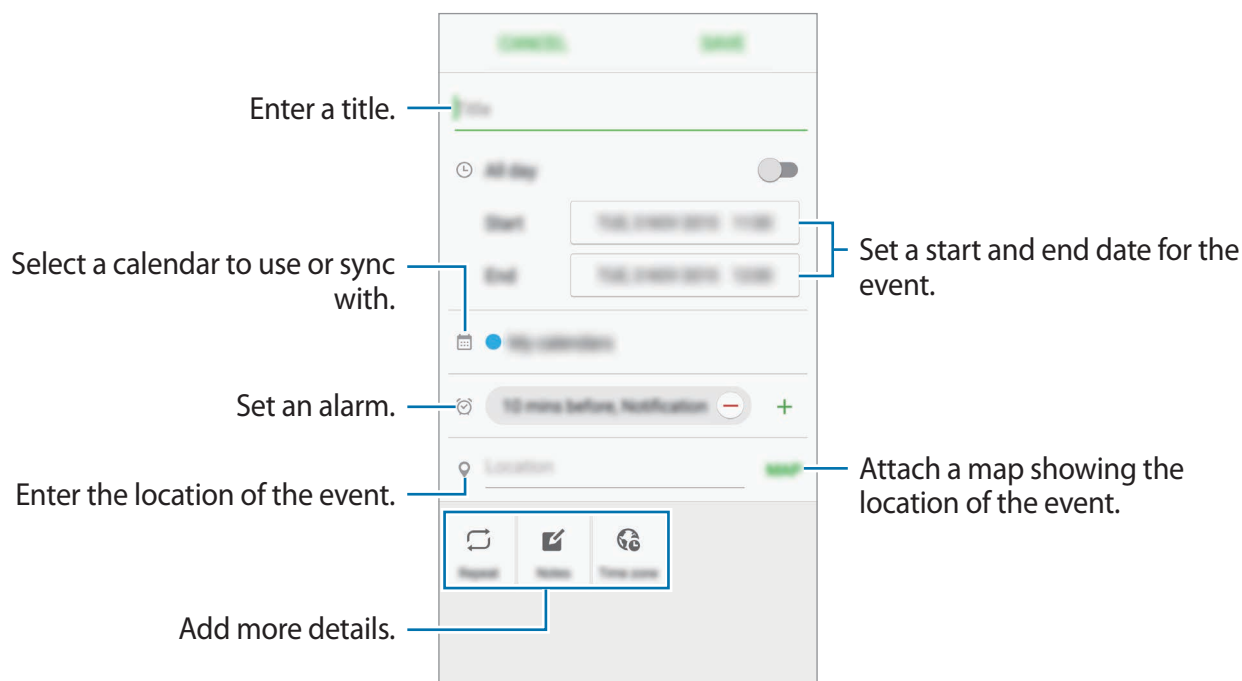 CANCEL
SAVE
Enter a title.
Title
All day
Start
Set a start and end date for the
event.
Select a calendar to use or sync
with.
End
My calendars
Set an alarm.
10 mins before, Notification
Location
MAP
Attach a map showing the
location of the event.
Enter the location of the event.
Repeat
Notes
Time zone
Add more details.